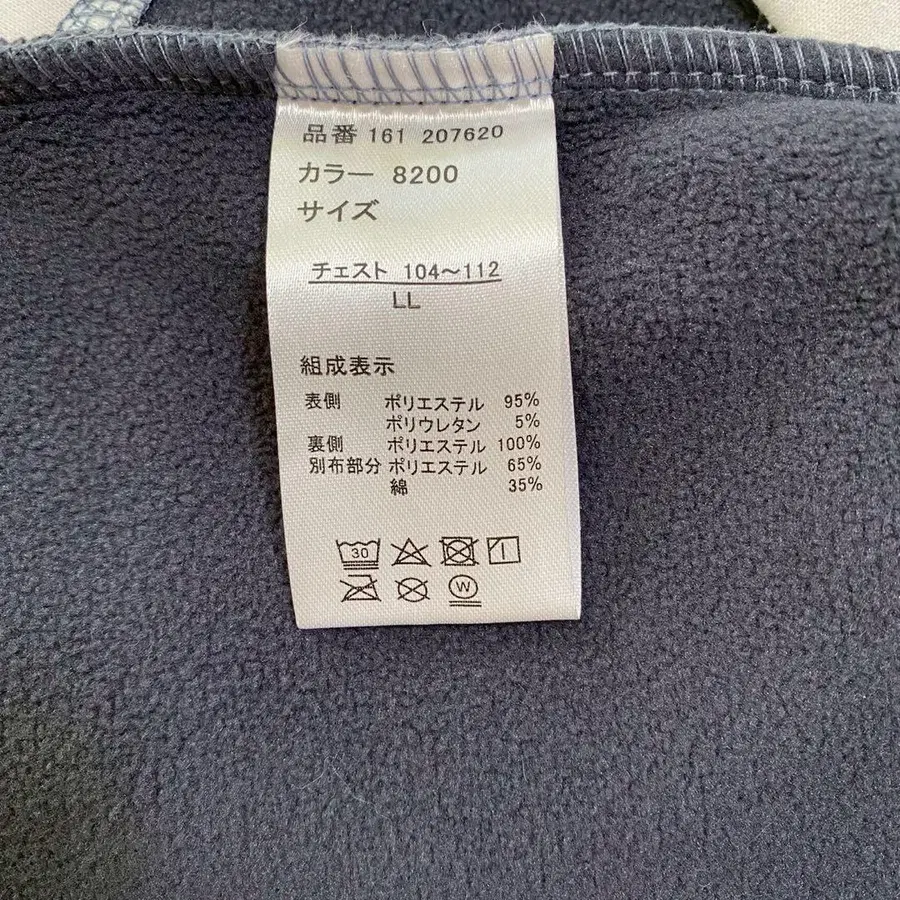 品番 161 207620
カラー 8200
サイズ
チェスト 104～112
LL
組成表示
表側 ポリエステル 95%
ポリウレタン 5%
裏側 ポリエステル 100%
別布部分 ポリエステル 65%
綿 35%
30
W